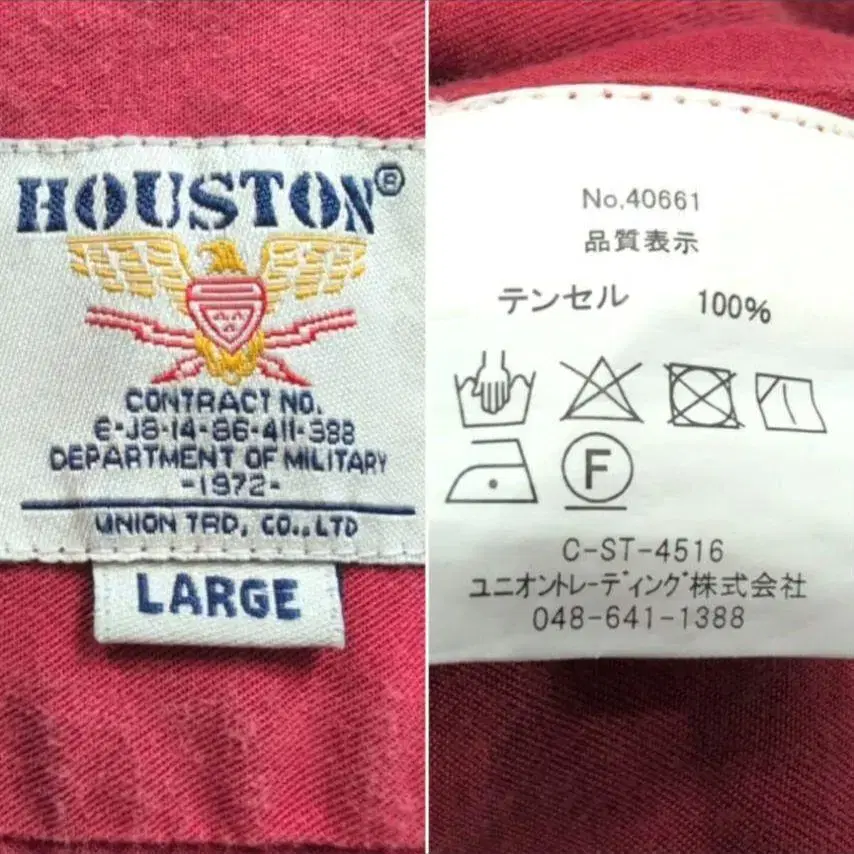 HOUSTON®
CONTRACT NO.
E-J8-14-86-411-388
DEPARTMENT OF MILITARY
-1972-
UNION TRD, CO.,LTD
LARGE
No,40661
品質表示
テンセル 100%
F
C-ST-4516
ユニオントレーディング株式会社
048-641-1388